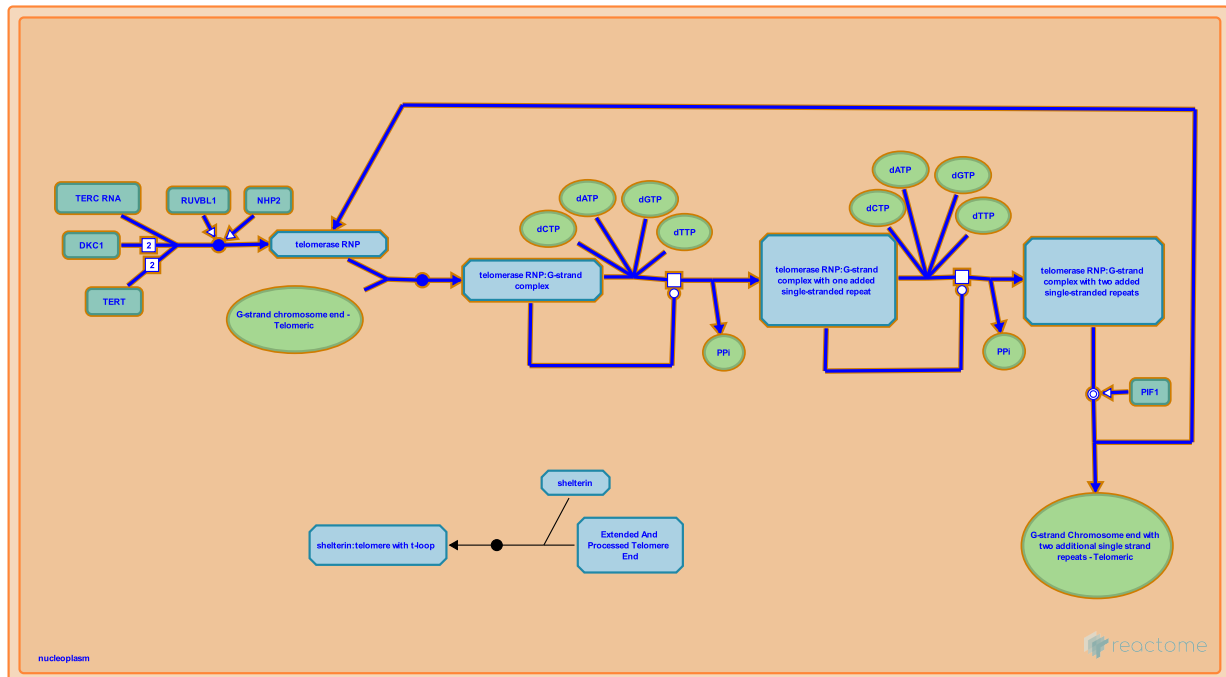 TERC RNA
DKC1
2
2
TERT
RUVBL1
NHP2
telomerase RNP
G-strand chromosome end -
Telomeric
telomerase RNP:G-strand
complex
dCTP
dATP
dGTP
dTTP
PPi
telomerase RNP:G-strand
complex with one added
single-stranded repeat
dCTP
dATP
dGTP
dTTP
PPi
telomerase RNP:G-strand
complex with two added
single-stranded repeats
PIF1
G-strand Chromosome end with
two additional single strand
repeats - Telomeric
shelterin
shelterin:telomere with t-loop
Extended And
Processed Telomere
End
nucleoplasm
reactome